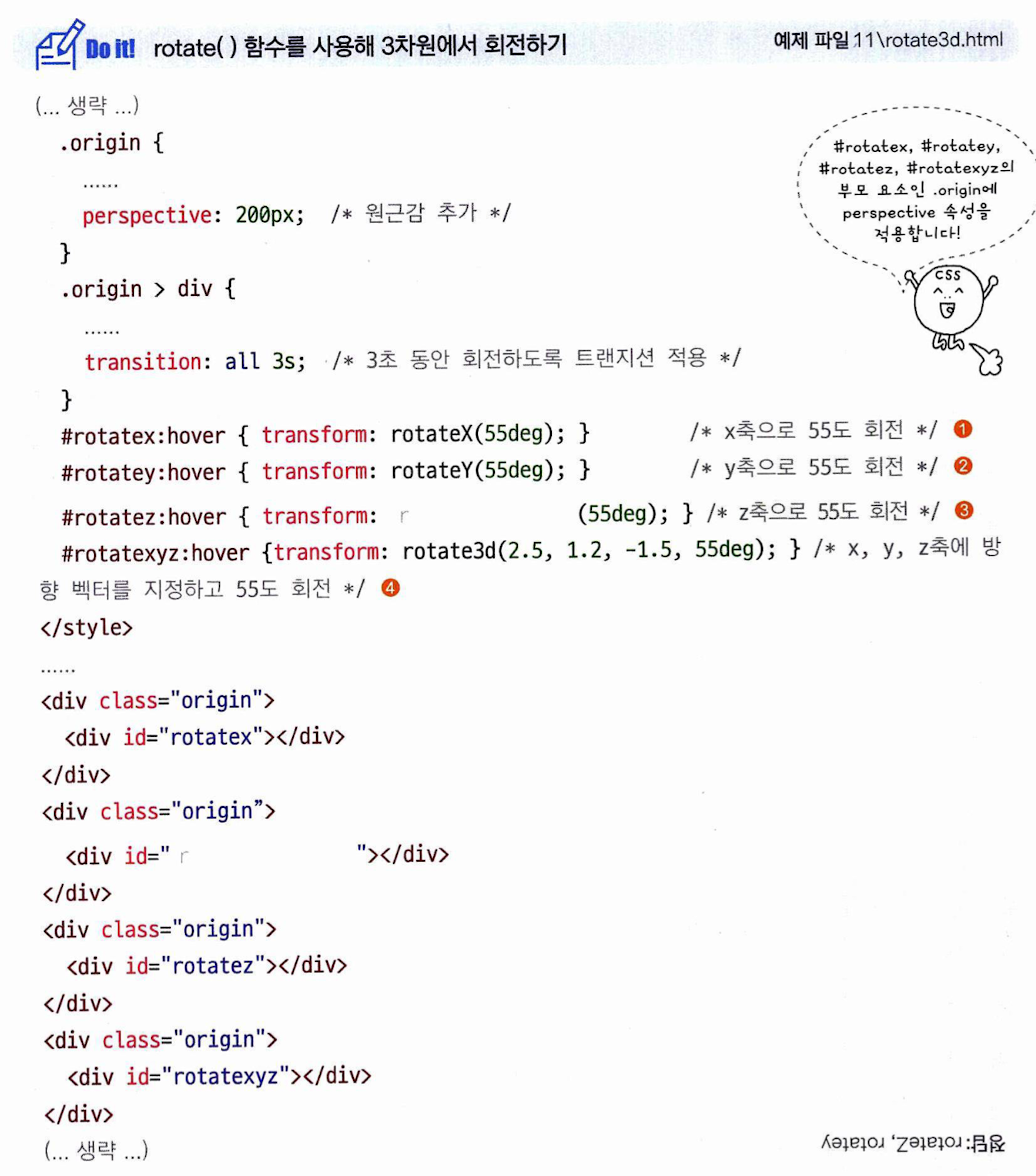 Do it! rotate( ) 함수를 사용해 3차원에서 회전하기
예제 파일 11\rotate3d.html
(... 생략 ...)
.origin {
......
perspective: 200px; /* 원근감 추가 */
}
.origin > div {
......
transition: all 3s; /* 3초 동안 회전하도록 트랜지션 적용 */
}
#rotatex, #rotatey,
#rotatez, #rotatexyz의
부모 요소인 .origin에
perspective 속성을
적용합니다!
CSS
#rotatex:hover { transform: rotateX(55deg); } /* x축으로 55도 회전 */ ❶
#rotatey:hover { transform: rotateY(55deg); } /* y축으로 55도 회전 */ ❷
#rotatez:hover { transform: r (55deg); } /* z축으로 55도 회전 */ ❸
#rotatexyz:hover {transform: rotate3d(2.5, 1.2, -1.5, 55deg); } /* x, y, z축에 방
향 벡터를 지정하고 55도 회전 */ ❹
</style>
......
<div class="origin">
<div id="rotatex"></div>
</div>
<div class="origin”>
<div id="r "></div>
</div>
<div class="origin">
<div id="rotatez"></div>
</div>
<div class="origin">
<div id="rotatexyz"></div>
</div>
(... 생략 ...)
정답: rotateZ, rotatey